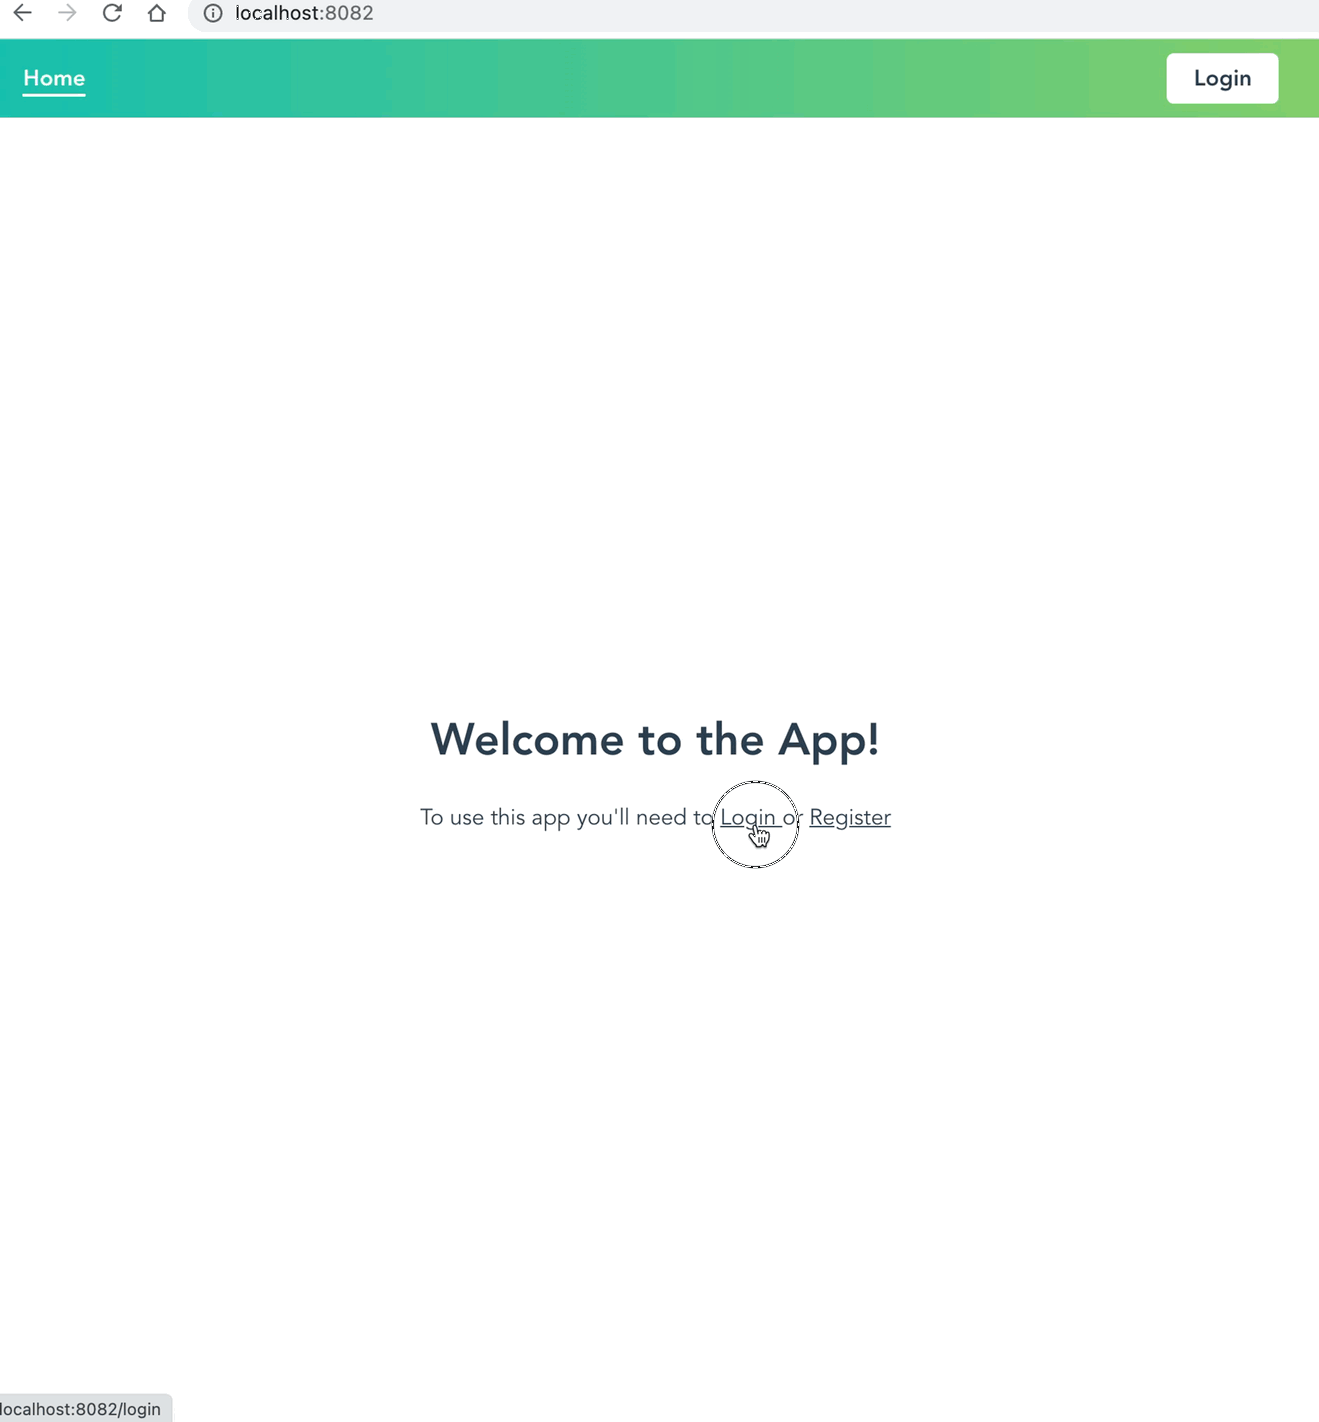 localhost:8082
Home
Login
Welcome to the App!
To use this app you'll need to Login or Register
localhost:8082/login